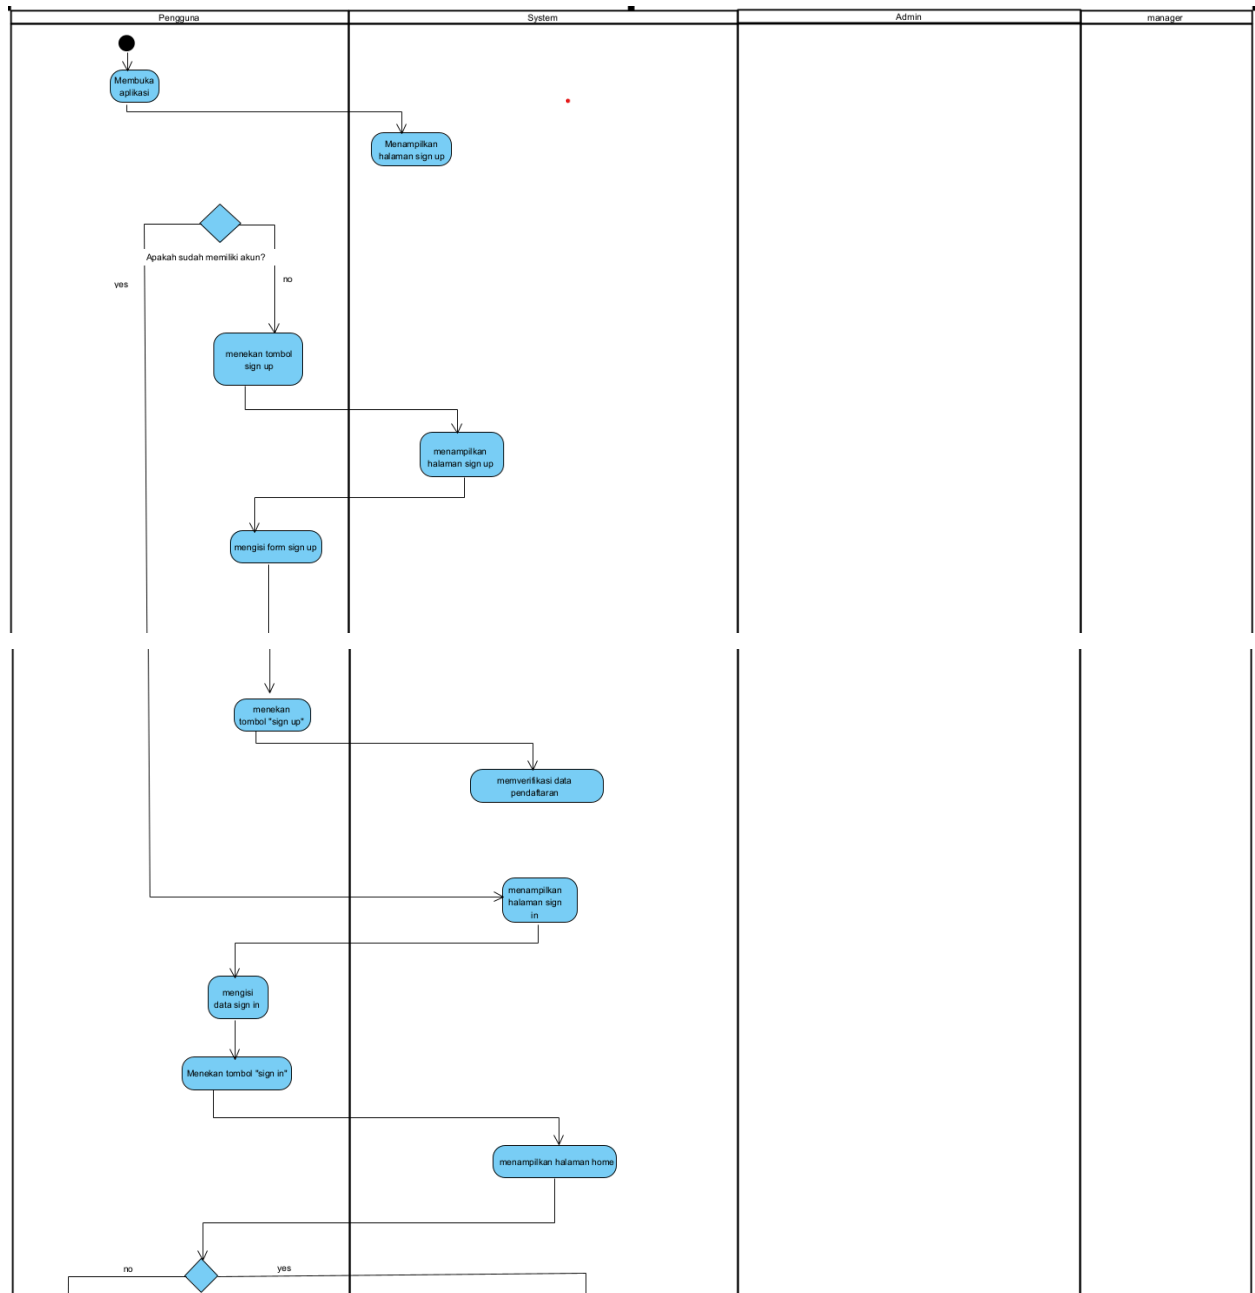 Pengguna
System
Admin
manager
Membuka
aplikasi
Menampilkan
halaman sign up
Apakah sudah memiliki akun?
yes
no
menekan tombol
sign up
menampilkan
halaman sign up
mengisi form sign up
menekan
tombol "sign up"
memverifikasi data
pendaftaran
menampilkan
halaman sign
in
mengisi
data sign in
Menekan tombol "sign in"
menampilkan halaman home
no
yes